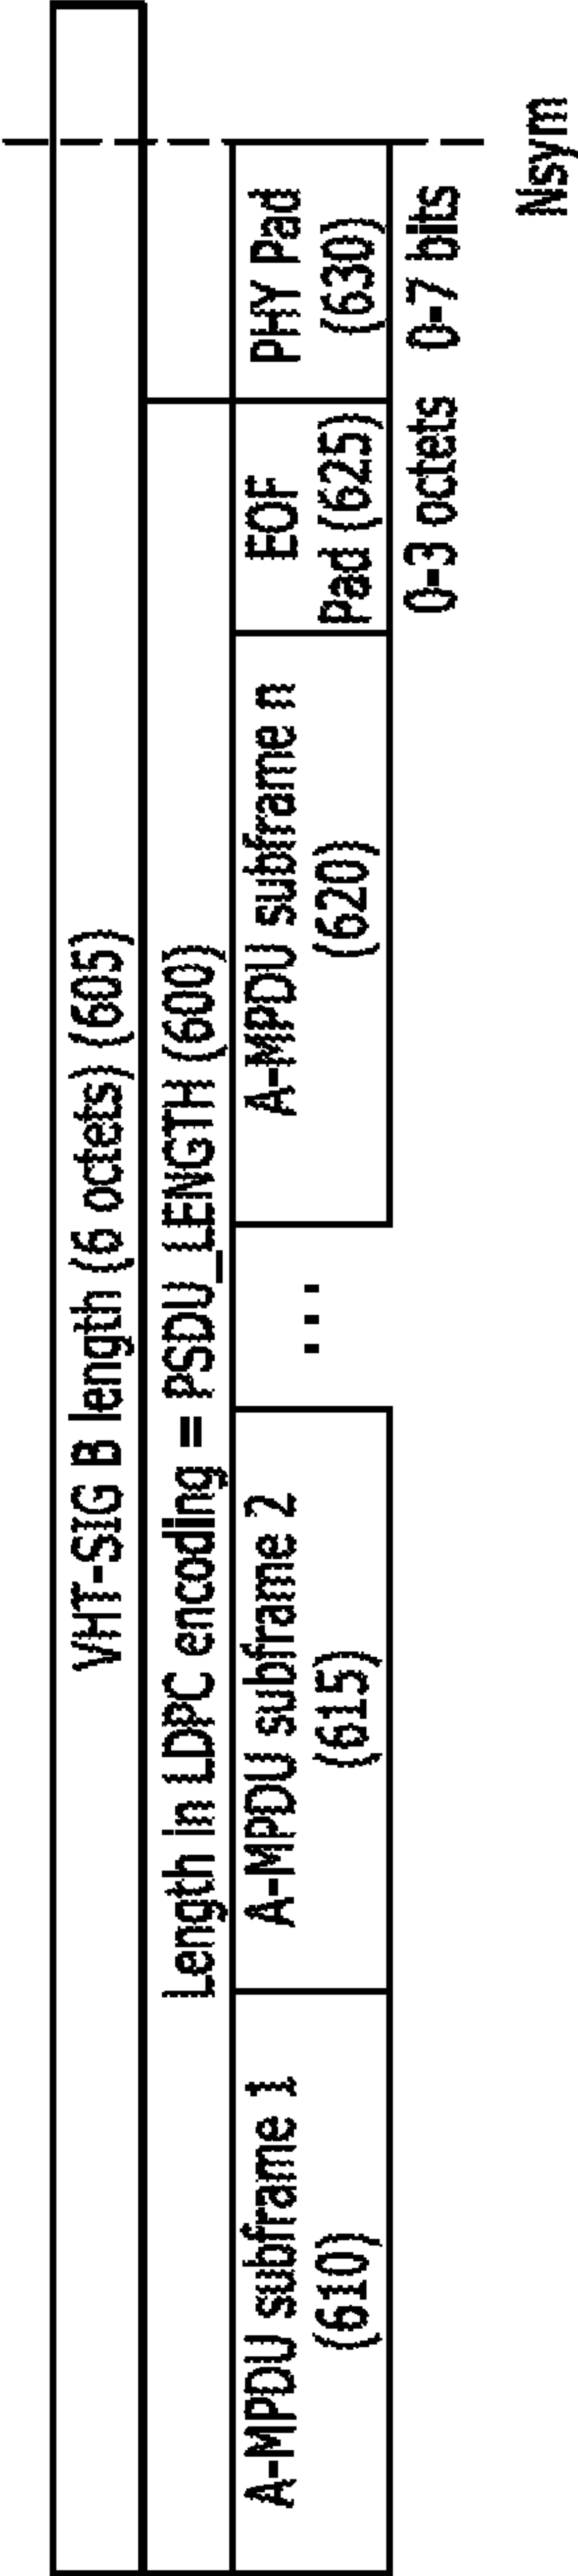 VHT-SIG B length (6 octets) (605)
Length in LDPC encoding = PSDU_LENGTH (600)
A-MPDU subframe 1
(610)
A-MPDU subframe 2
(615)
...
A-MPDU subframe n
(620)
EOF
Pad (625)
PHY Pad
(630)
0-3 octets
0-7 bits
Nsym